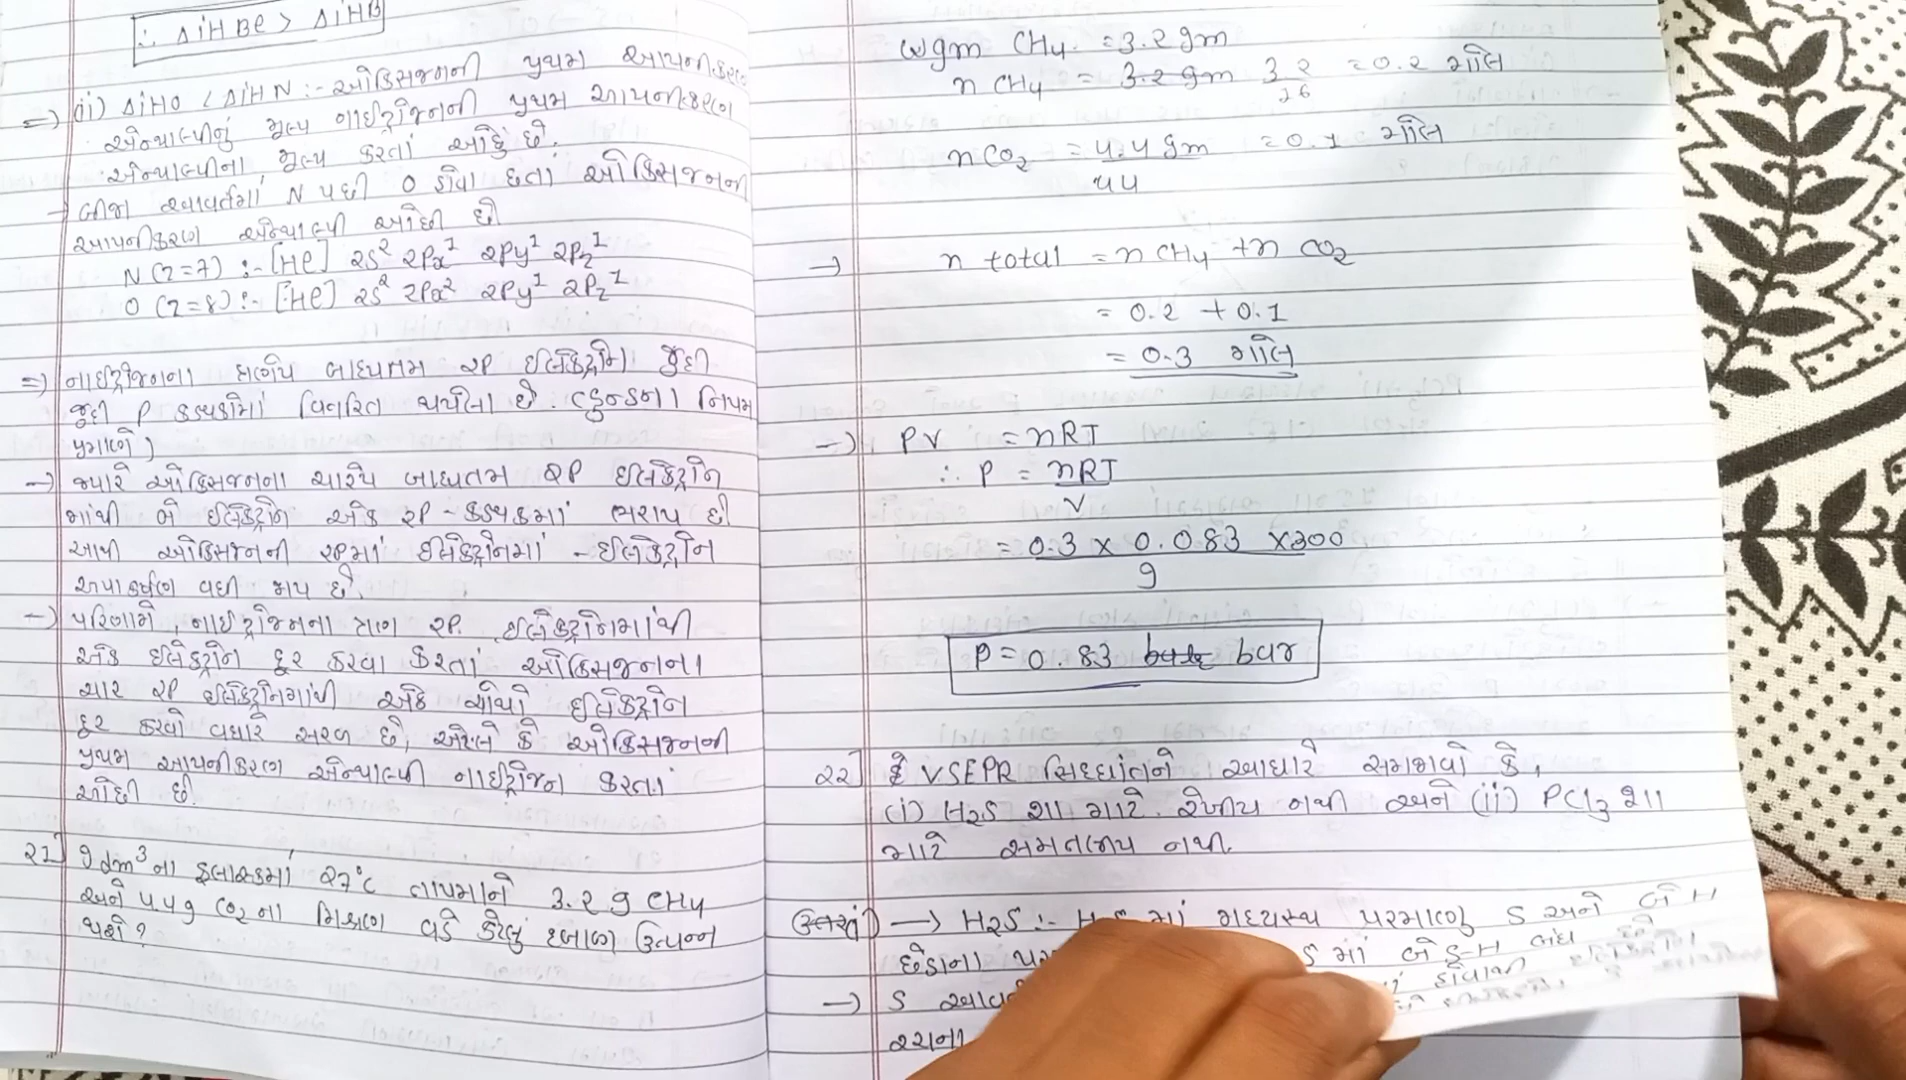 ∴ ΔiH Be > ΔiHB
⇒ (ii) ΔiHO < ΔiHN :- ઓક્સિજનની પ્રથમ આયનીકરણ
એન્થાલ્પીનું મૂલ્ય નાઈટ્રોજનની પ્રથમ આયનીકરણ
એન્થાલ્પીના મૂલ્ય કરતાં ઓછું છે.
→ બીજા આવર્તમાં N પછી O હોવા છતાં ઓક્સિજનની
આયનીકરણ એન્થાલ્પી ઓછી છે
N (z=7) :- [He] 2s² 2Px¹ 2Py¹ 2Pz¹
O (z=8) :- [He] 2s² 2Px² 2Py¹ 2Pz¹
⇒ નાઈટ્રોજનના ત્રણેય બાહ્યતમ 2P ઈલેક્ટ્રોન જુદી
જુદી P કક્ષકોમાં વિતરિત થયેલા છે. (હુન્ડના નિયમ
પ્રમાણે)
→ જ્યારે ઓક્સિજનના ચારેય બાહ્યતમ 2P ઈલેક્ટ્રોન
માંથી બે ઈલેક્ટ્રોન એક 2P-કક્ષકમાં ભરાય છે
આથી ઓક્સિજનની 2Pમાં ઈલેક્ટ્રોનમાં - ઈલેક્ટ્રોન
અપાકર્ષણ વધી જાય છે.
→ પરિણામે, નાઈટ્રોજનના ત્રણ 2P ઈલેક્ટ્રોનમાંથી
એક ઈલેક્ટ્રોન દૂર કરવા કરતાં ઓક્સિજનના
ચાર 2P ઈલેક્ટ્રોનમાંથી એક ચોથો ઈલેક્ટ્રોન
દૂર કરવો વધારે સરળ છે, એટલે કે ઓક્સિજનની
પ્રથમ આયનીકરણ એન્થાલ્પી નાઈટ્રોજન કરતાં
ઓછી છે.
21] 9 dm³ ના ફ્લાસ્કમાં 27°C તાપમાને 3.2 g CH4
અને 4.4g CO2 ના મિશ્રણ વડે કેટલું દબાણ ઉત્પન્ન
થશે?
wgm CH4 = 3.2 gm
n CH4 = 3.2 gm 3.2/16 = 0.2 મોલ
n CO2 = 4.4 gm/44 = 0.1 મોલ
→ n total = n CH4 + n CO2
= 0.2 + 0.1
= 0.3 મોલ
→ PV = nRT
∴ P = nRT/V
= 0.3 × 0.083 × 300/9
P = 0.83 bar
22] VSEPR સિદ્ધાંતને આધારે સમજાવો કે,
(i) H2S શા માટે રેખીય નથી અને (ii) PCl3 શા
માટે સમતલીય નથી.
ઉત્તર) → H2S :- માં મધ્યસ્થ પરમાણુ S અને બે H
છેડાના S માં બે S-H બંધ
→ S
રચના